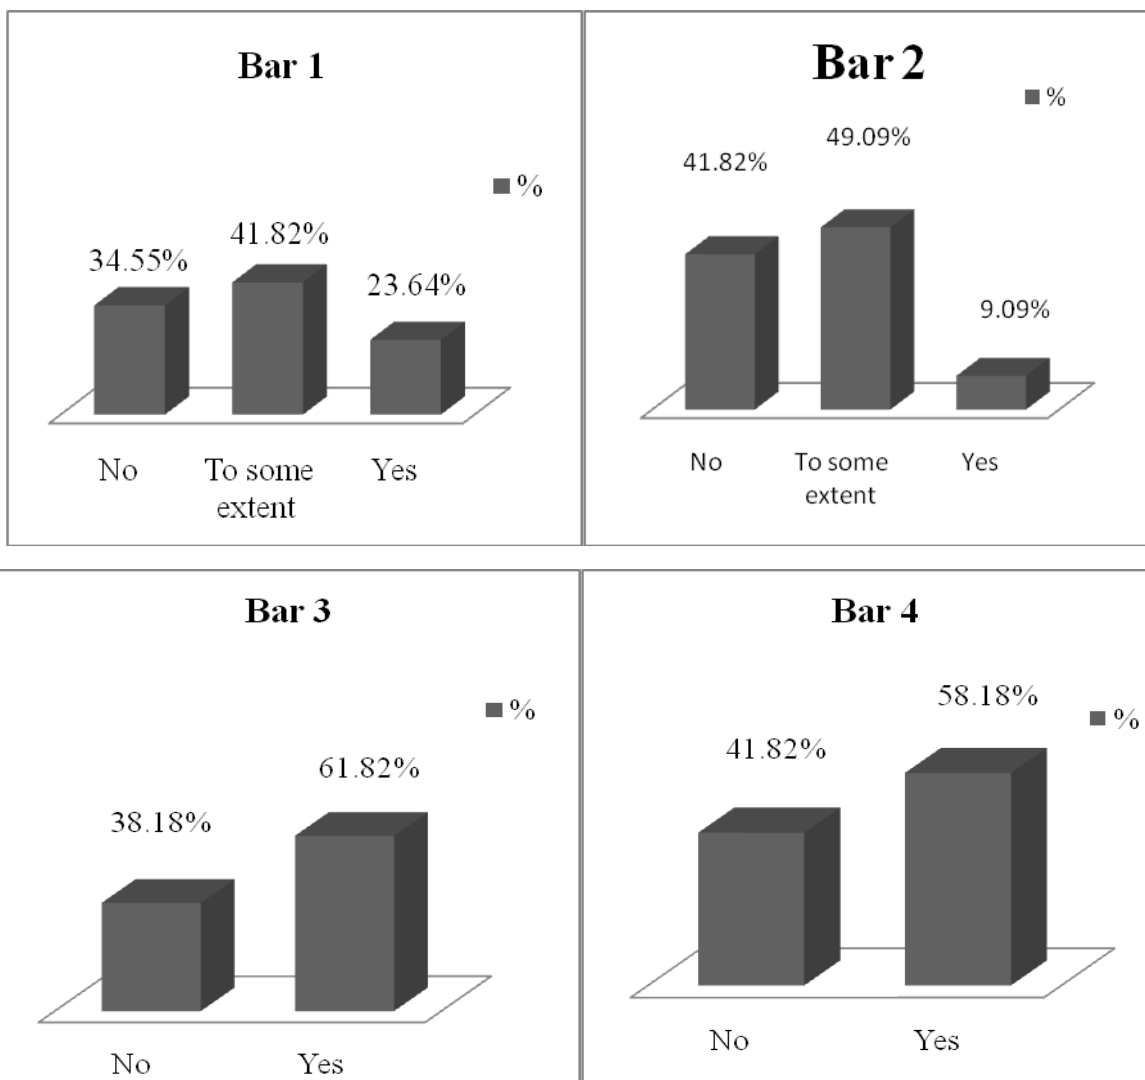 Bar 1
%
34.55%
41.82%
23.64%
No
To some
extent
Yes
Bar 2
%
41.82%
49.09%
9.09%
No
To some
extent
Yes
Bar 3
%
38.18%
61.82%
No
Yes
Bar 4
%
41.82%
58.18%
No
Yes